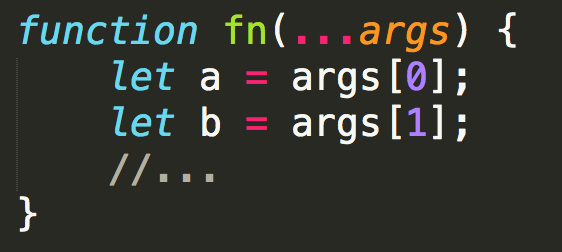 function fn(...args) {
    let a = args[0];
    let b = args[1];
    //...
}